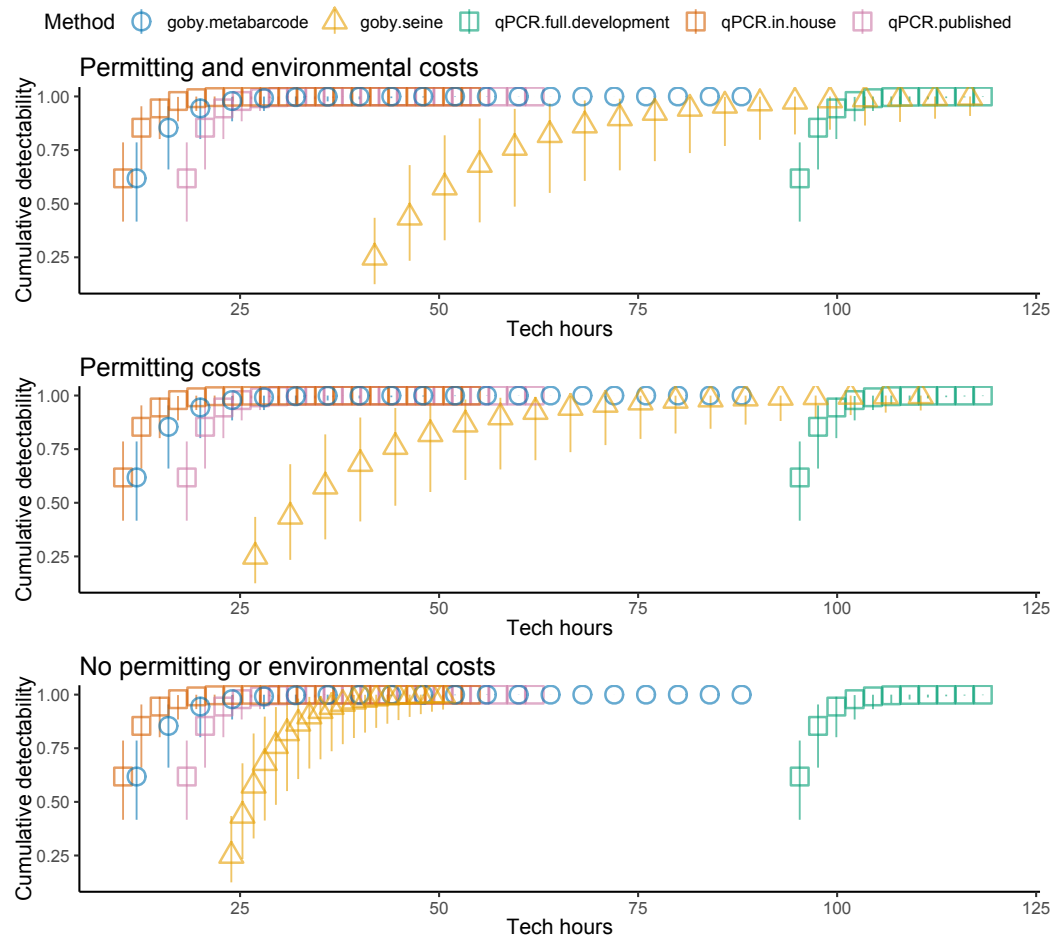 Method goby.metabarcode goby.seine qPCR.full.development qPCR.in.house qPCR.published
Permitting and environmental costs
Cumulative detectability
1.00
0.75
0.50
0.25
25 50 75 100 125
Tech hours
Permitting costs
Cumulative detectability
1.00
0.75
0.50
0.25
25 50 75 100 125
Tech hours
No permitting or environmental costs
Cumulative detectability
1.00
0.75
0.50
0.25
25 50 75 100 125
Tech hours